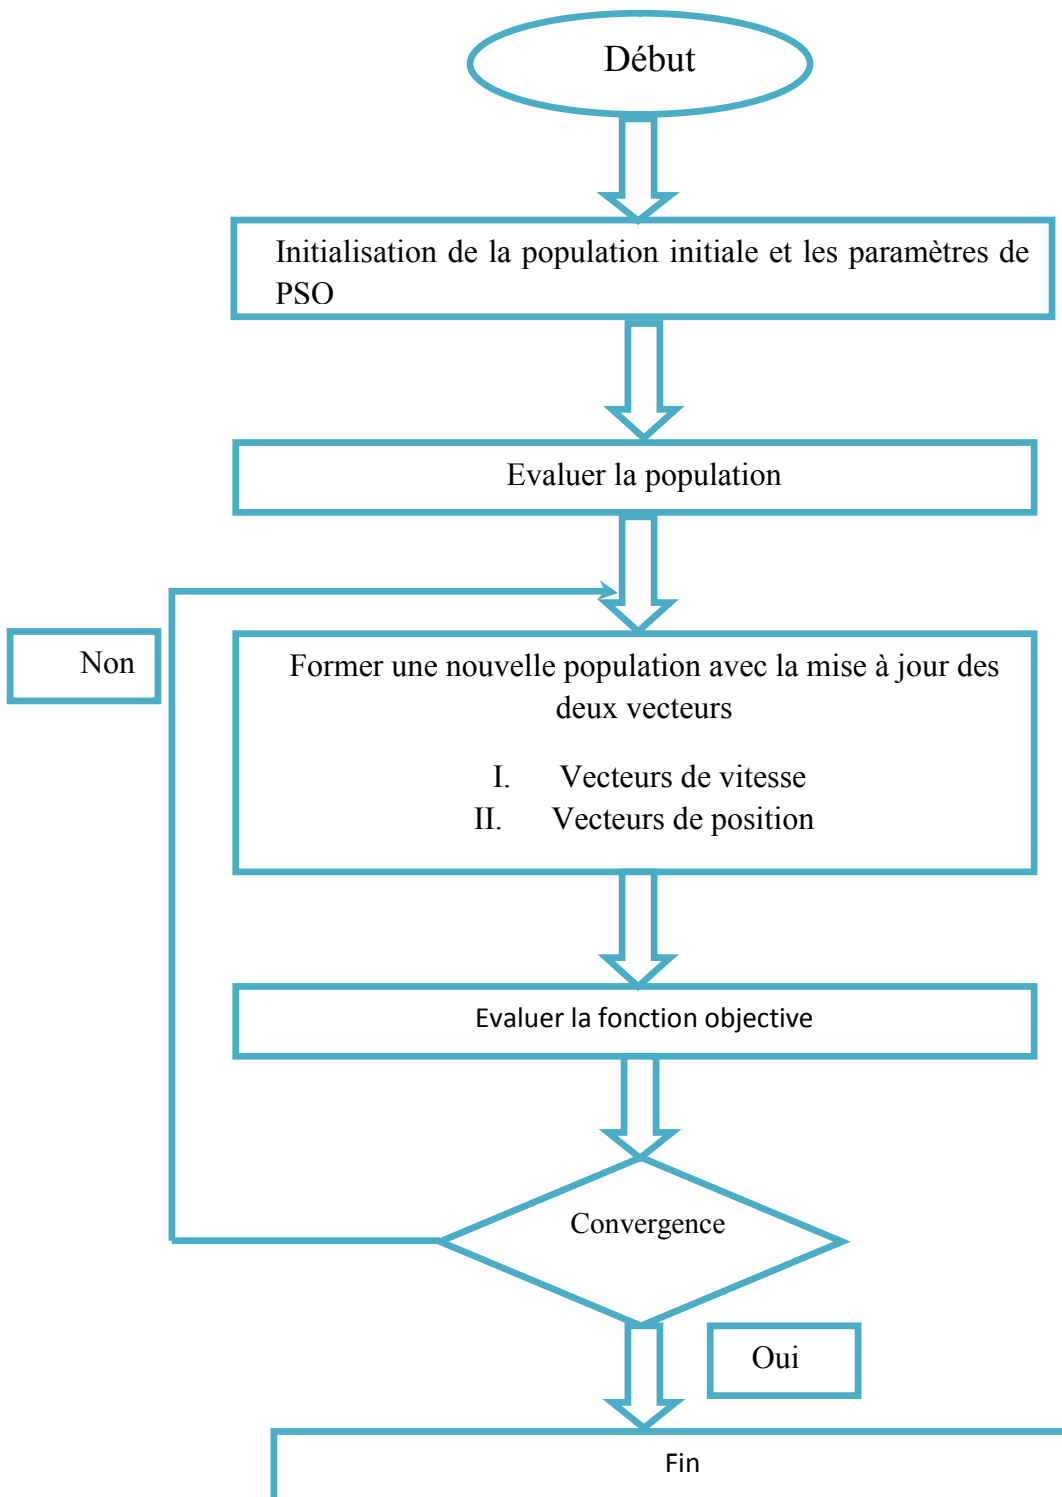 Début
Initialisation de la population initiale et les paramètres de
PSO
Evaluer la population
Non
Former une nouvelle population avec la mise à jour des
deux vecteurs
I. Vecteurs de vitesse
II. Vecteurs de position
Evaluer la fonction objective
Convergence
Oui
Fin